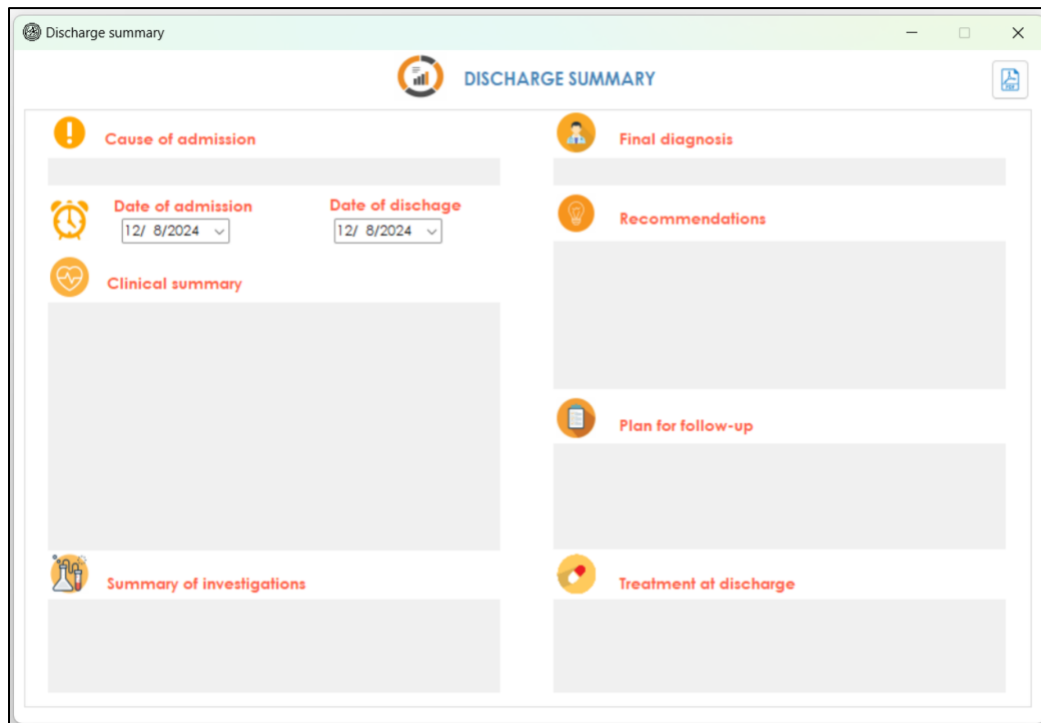 Discharge summary
DISCHARGE SUMMARY
PDF
Cause of admission
Date of admission
Date of dischage
12/ 8/2024
12/ 8/2024
Clinical summary
Summary of investigations
Final diagnosis
Recommendations
Plan for follow-up
Treatment at discharge